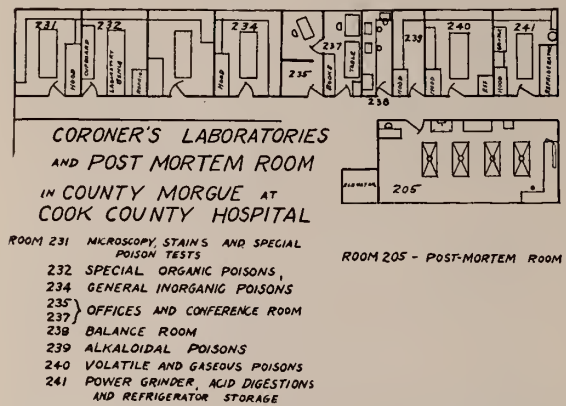 231 232 234 237 239 240 241
235 238
HOOD CUPBOARD LABORATORY BENCH HOOD BOOKS TABLE HOOD HOOD HOOD REFRIGERATOR
CORONER'S LABORATORIES
AND POST MORTEM ROOM
IN COUNTY MORGUE AT
COOK COUNTY HOSPITAL
ELEVATOR
205
ROOM 205 - POST-MORTEM ROOM
ROOM 231 MICROSCOPY, STAINS AND SPECIAL
POISON TESTS
232 SPECIAL ORGANIC POISONS,
234 GENERAL INORGANIC POISONS
235
237 } OFFICES AND CONFERENCE ROOM
238 BALANCE ROOM
239 ALKALOIDAL POISONS
240 VOLATILE AND GASEOUS POISONS
241 POWER GRINDER, ACID DIGESTIONS
AND REFRIGERATOR STORAGE